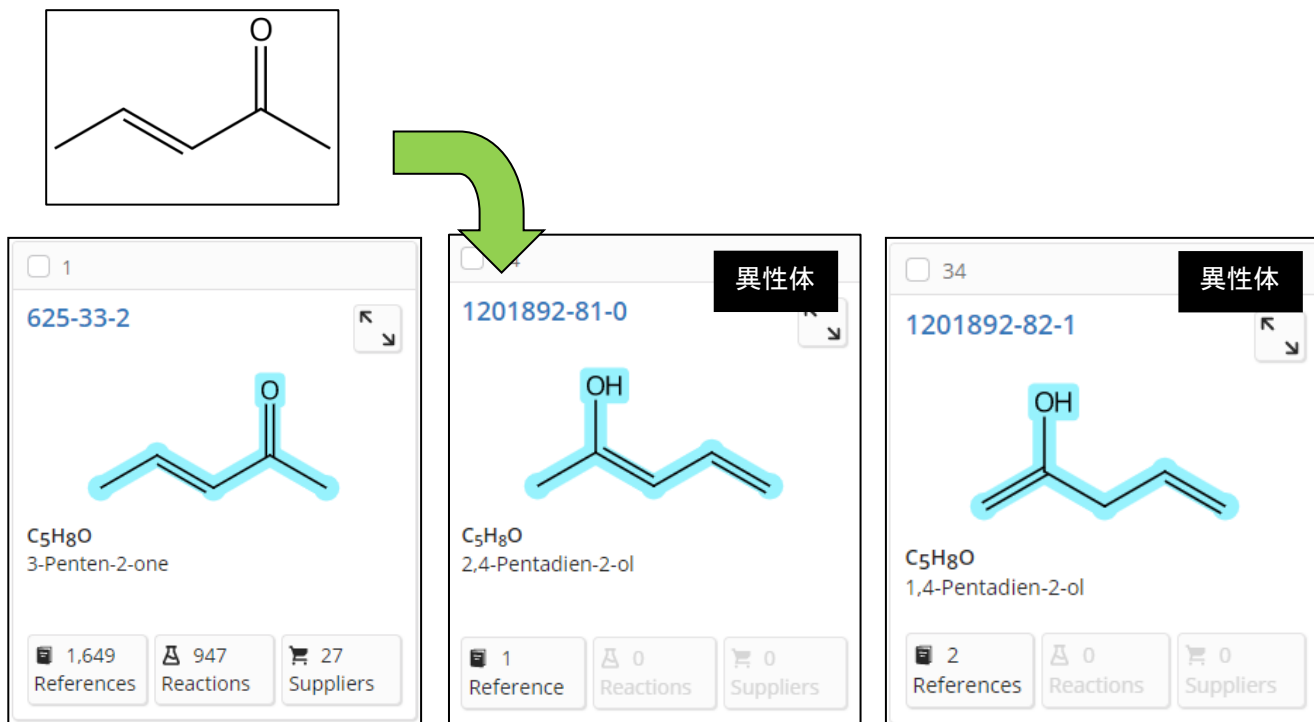 O
1
625-33-2
O
C5H8O
3-Penten-2-one
1,649
References
947
Reactions
27
Suppliers
4
異性体
1201892-81-0
OH
C5H8O
2,4-Pentadien-2-ol
1
Reference
0
Reactions
0
Suppliers
34
異性体
1201892-82-1
OH
C5H8O
1,4-Pentadien-2-ol
2
References
0
Reactions
0
Suppliers